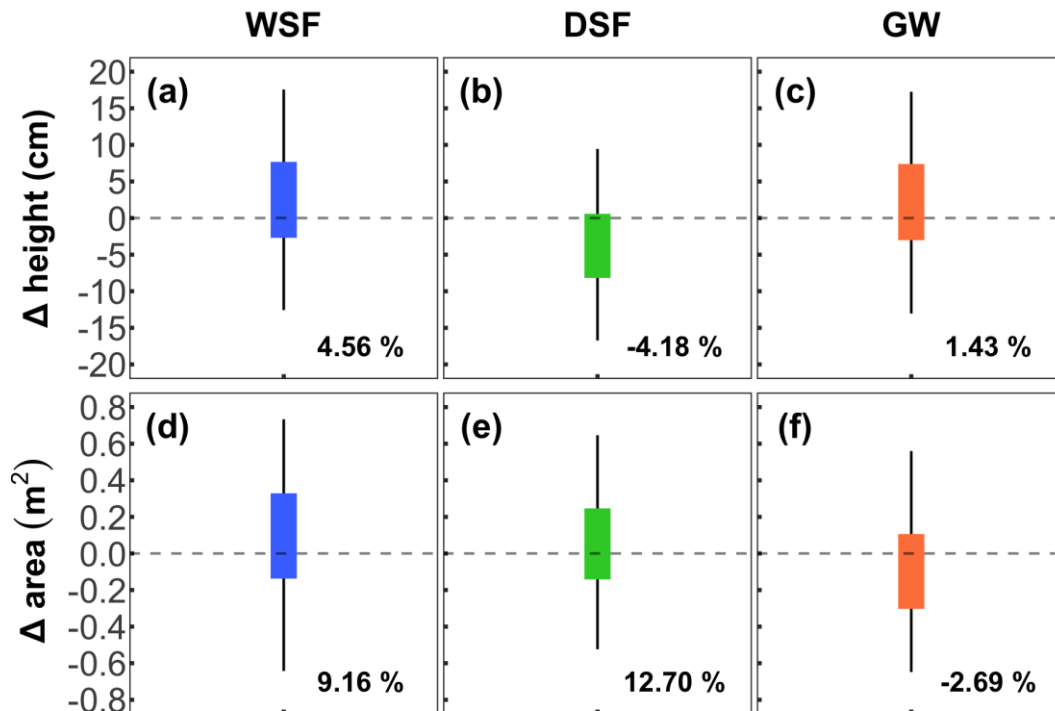 WSF DSF GW
Δ height (cm)
20
15
10
5
0
-5
-10
-15
-20
(a)
4.56 %
(b)
-4.18 %
(c)
1.43 %
Δ area (m²)
0.8
0.6
0.4
0.2
0.0
-0.2
-0.4
-0.6
-0.8
(d)
9.16 %
(e)
12.70 %
(f)
-2.69 %